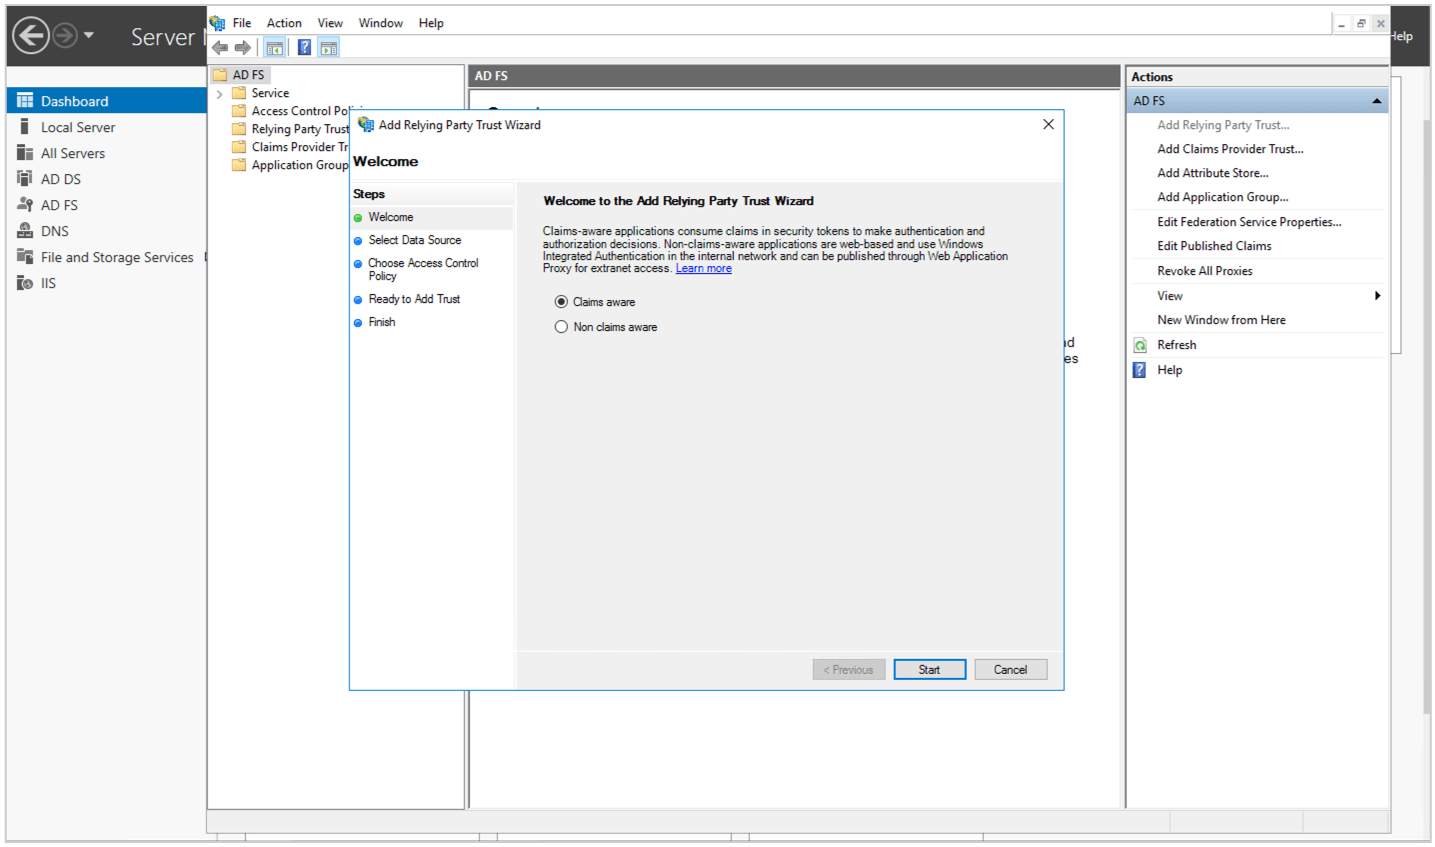 Server
File Action View Window Help
Help
Dashboard
Local Server
All Servers
AD DS
AD FS
DNS
File and Storage Services
IIS
AD FS
Service
Access Control
Relying Party Trust
Claims Provider
Application Group
AD FS
Add Relying Party Trust Wizard
Welcome
Steps
Welcome
Select Data Source
Choose Access Control
Policy
Ready to Add Trust
Finish
Welcome to the Add Relying Party Trust Wizard
Claims-aware applications consume claims in security tokens to make authentication and
authorization decisions. Non-claims-aware applications are web-based and use Windows
Integrated Authentication in the internal network and can be published through Web Application
Proxy for extranet access. Learn more
Claims aware
Non claims aware
< Previous Start Cancel
Actions
AD FS
Add Relying Party Trust...
Add Claims Provider Trust...
Add Attribute Store...
Add Application Group...
Edit Federation Service Properties...
Edit Published Claims
Revoke All Proxies
View
New Window from Here
Refresh
Help